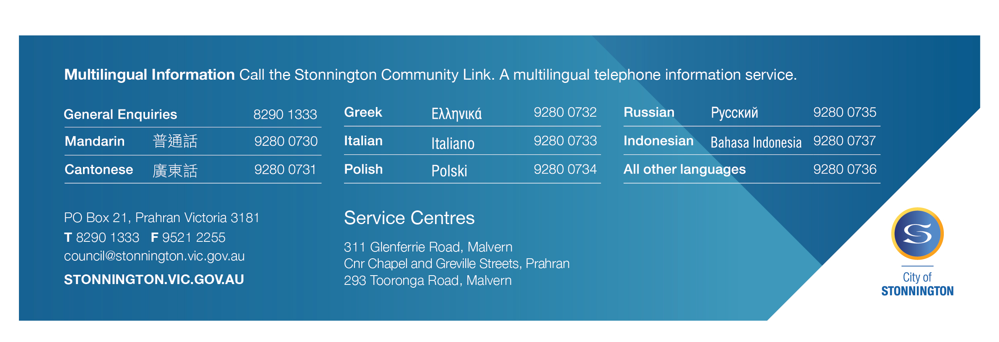 Multilingual Information Call the Stonnington Community Link. A multilingual telephone information service.
General Enquiries 8290 1333
Mandarin 普通話 9280 0730
Cantonese 廣東話 9280 0731
Greek Ελληνικά 9280 0732
Italian Italiano 9280 0733
Polish Polski 9280 0734
Russian Русский 9280 0735
Indonesian Bahasa Indonesia 9280 0737
All other languages 9280 0736
PO Box 21, Prahran Victoria 3181
T 8290 1333 F 9521 2255
council@stonnington.vic.gov.au
STONNINGTON.VIC.GOV.AU
Service Centres
311 Glenferrie Road, Malvern
Cnr Chapel and Greville Streets, Prahran
293 Tooronga Road, Malvern
S
City of
STONNINGTON